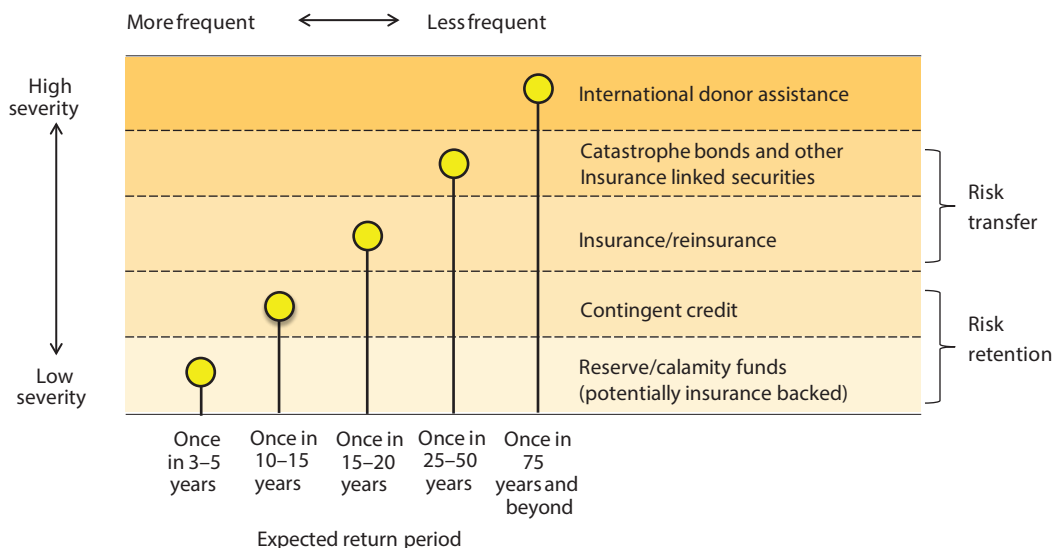 More frequent
Less frequent
High
severity
Low
severity
International donor assistance
Catastrophe bonds and other
Insurance linked securities
Insurance/reinsurance
Contingent credit
Reserve/calamity funds
(potentially insurance backed)
Risk
transfer
Risk
retention
Once
in 3–5
years
Once in
10–15
years
Once in
15–20
years
Once in
25–50
years
Once in
75
years and
beyond
Expected return period